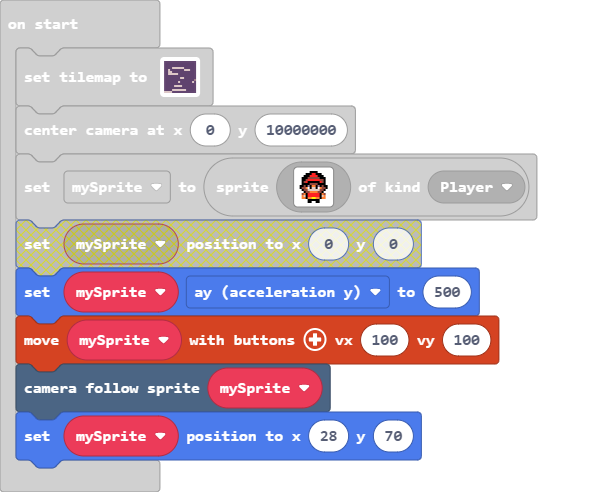 on start
set tilemap to
center camera at x 0 y 10000000
set mySprite to sprite of kind Player
set mySprite position to x 0 y 0
set mySprite ay (acceleration y) to 500
move mySprite with buttons vx 100 vy 100
camera follow sprite mySprite
set mySprite position to x 28 y 70